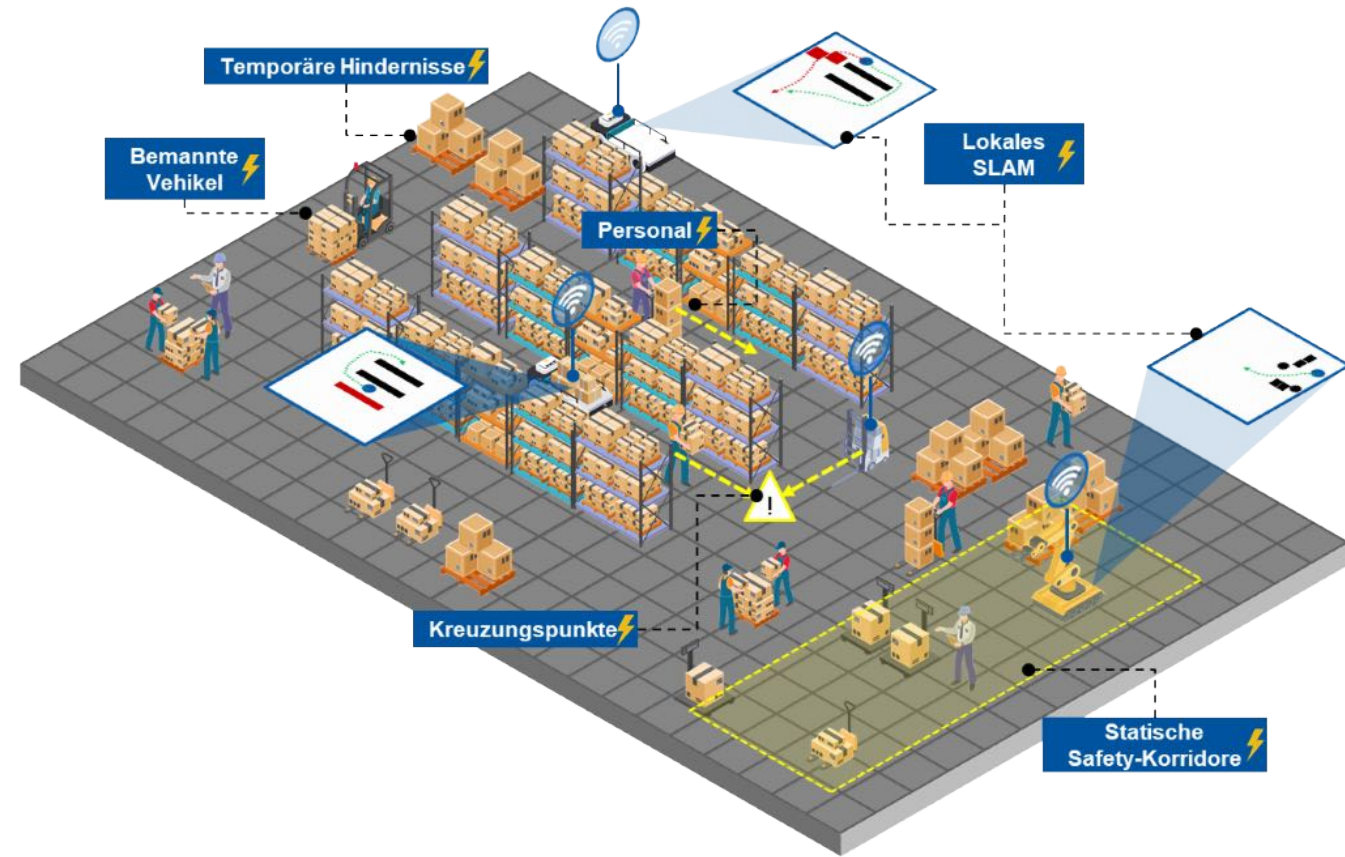 Temporäre Hindernisse
Bemannte
Vehikel
Lokales
SLAM
Personal
!
Kreuzungspunkte
Statische
Safety-Korridore